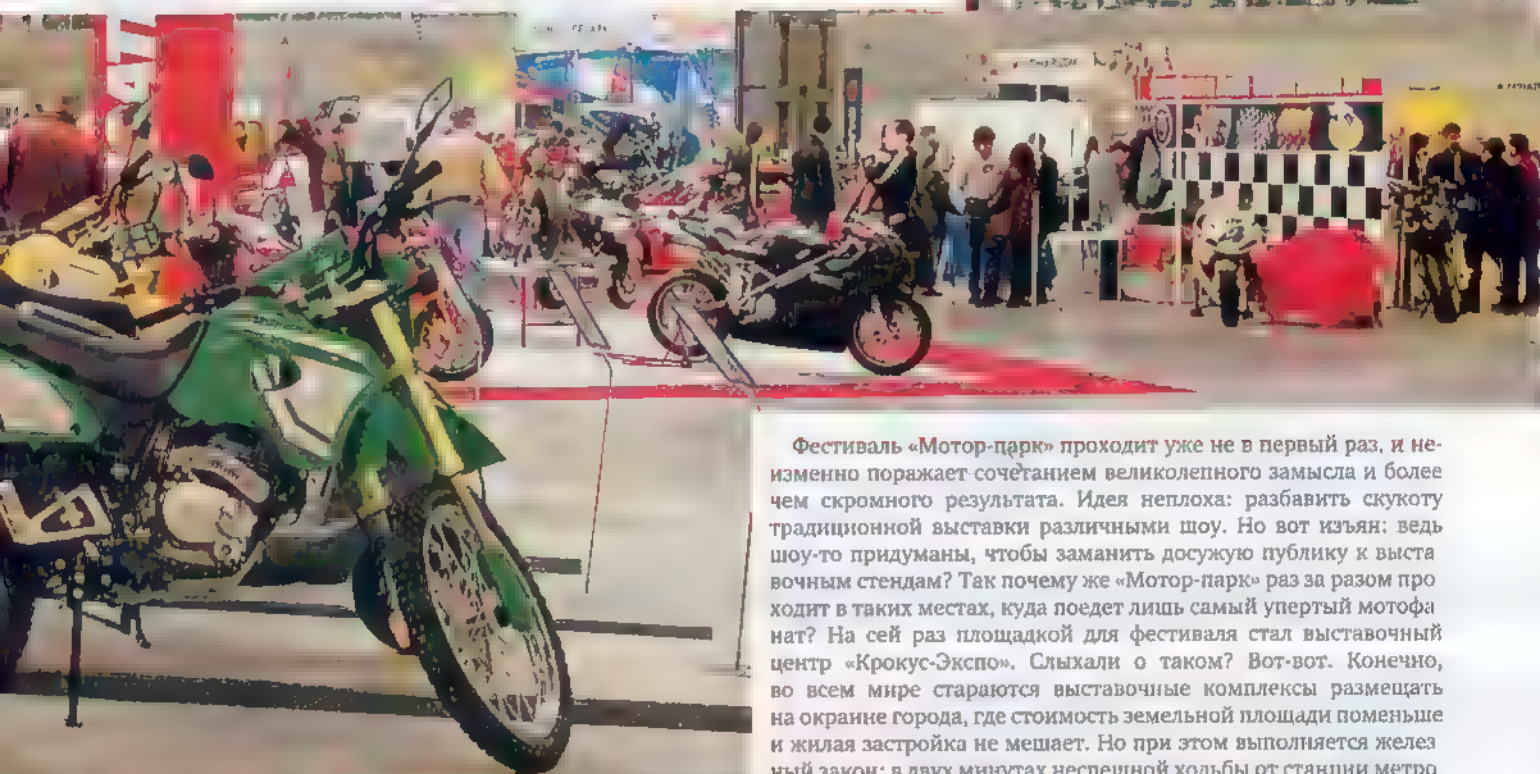 Фестиваль «Мотор-парк» проходит уже не в первый раз, и не-
изменно поражает сочетанием великолепного замысла и более
чем скромного результата. Идея неплоха: разбавить скукоту
традиционной выставки различными шоу. Но вот изъян: ведь
шоу-то придуманы, чтобы заманить досужую публику к выста
вочным стендам? Так почему же «Мотор-парк» раз за разом про
ходит в таких местах, куда поедет лишь самый упертый мотофа
нат? На сей раз площадкой для фестиваля стал выставочный
центр «Крокус-Экспо». Слыхали о таком? Вот-вот. Конечно,
во всем мире стараются выставочные комплексы размещать
на окраине города, где стоимость земельной площади поменьше
и жилая застройка не мешает. Но при этом выполняется желез
ный закон: в двух минутах неспешной ходьбы от станции метро